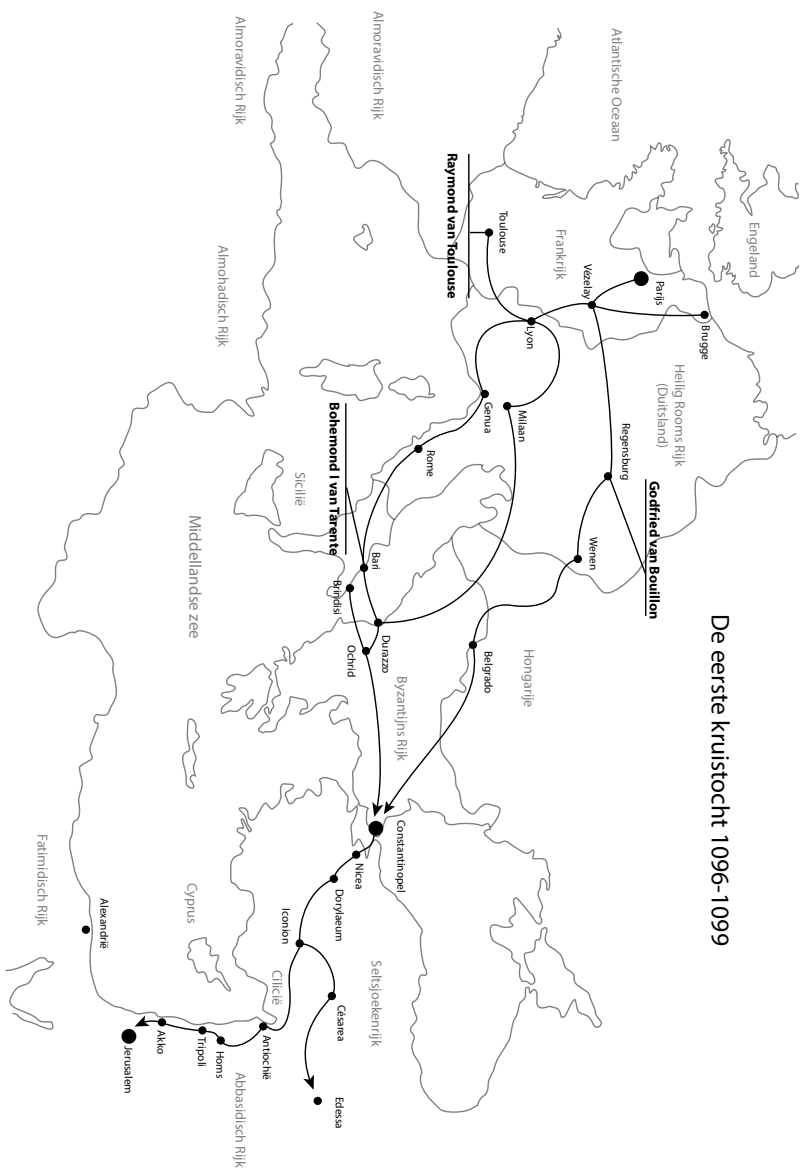 De eerste kruistocht 1096-1099
Engeland
Atlantische Oceaan
Brugge
Parijs
Heilig Rooms Rijk
(Duitsland)
Frankrijk
Vézelay
Regensburg
Godfried van Bouillon
Wenen
Lyon
Toulouse
Raymond van Toulouse
Milaan
Genua
Hongarije
Belgrado
Rome
Almoravidisch Rijk
Almoravidisch Rijk
Almohadisch Rijk
Bohemond I van Tarente
Bari
Brindisi
Durazzo
Ochrid
Byzantijns Rijk
Constantinopel
Sicilië
Nicea
Dorylaeum
Iconion
Seltsjoekenrijk
Césarea
Edessa
Middellandse zee
Cilicië
Cyprus
Antiochië
Homs
Tripoli
Akko
Jerusalem
Abbasidisch Rijk
Alexandrië
Fatimidisch Rijk